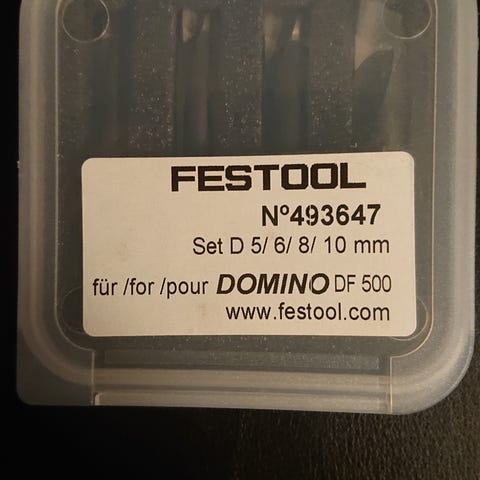 FESTOOL
Nº493647
Set D 5/ 6/ 8/ 10 mm
für /for /pour DOMINO DF 500
www.festool.com